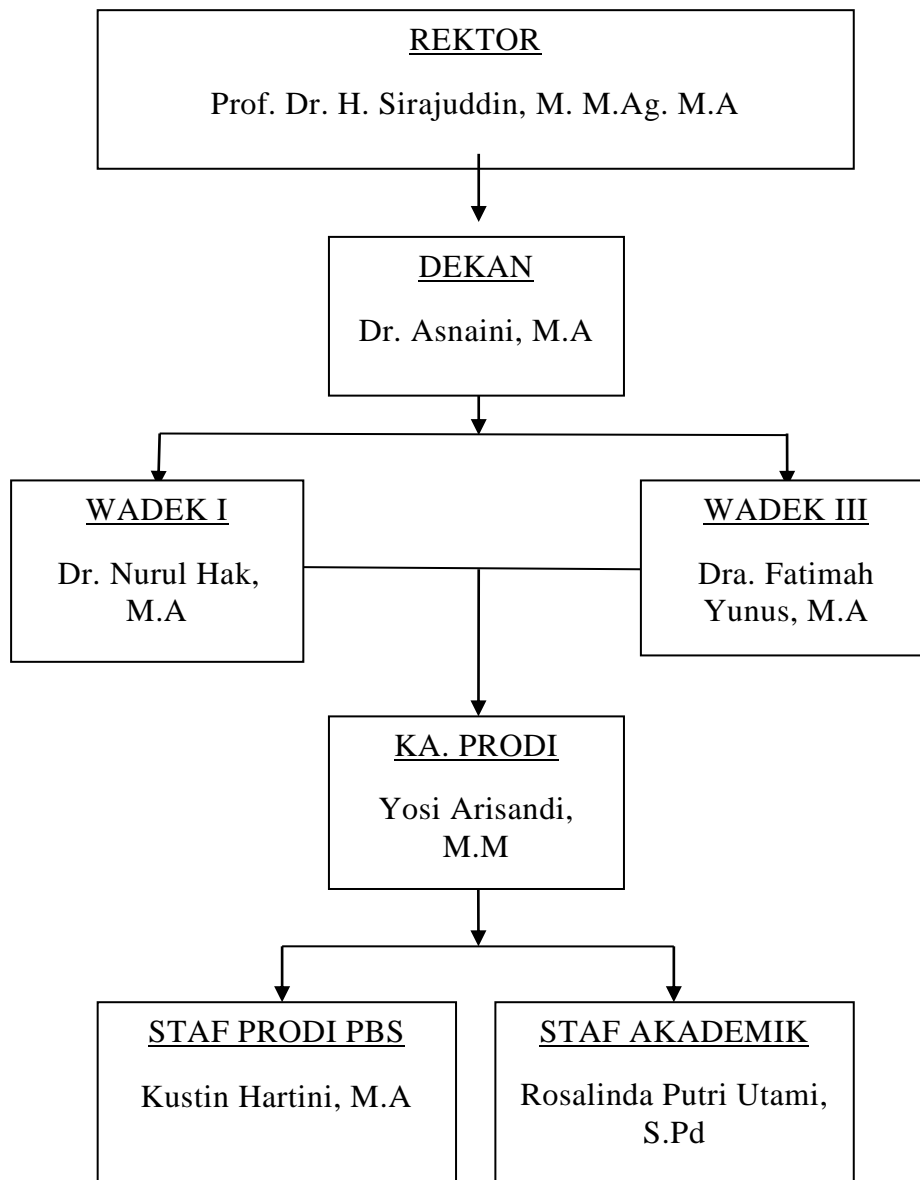 REKTOR
Prof. Dr. H. Sirajuddin, M. M.Ag. M.A
DEKAN
Dr. Asnaini, M.A
WADEK I
Dr. Nurul Hak,
M.A
WADEK III
Dra. Fatimah
Yunus, M.A
KA. PRODI
Yosi Arisandi,
M.M
STAF PRODI PBS
Kustin Hartini, M.A
STAF AKADEMIK
Rosalinda Putri Utami,
S.Pd